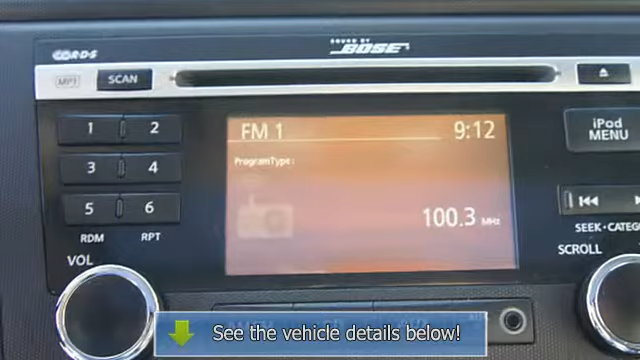 SOUND BY
BOSE
RDS
MP3
SCAN
iPod
MENU
1
2
FM 1
9:12
3
4
ProgramType:
5
6
100.3 MHz
RDM
RPT
SEEK·CATEG
VOL
SCROLL
See the vehicle details below!